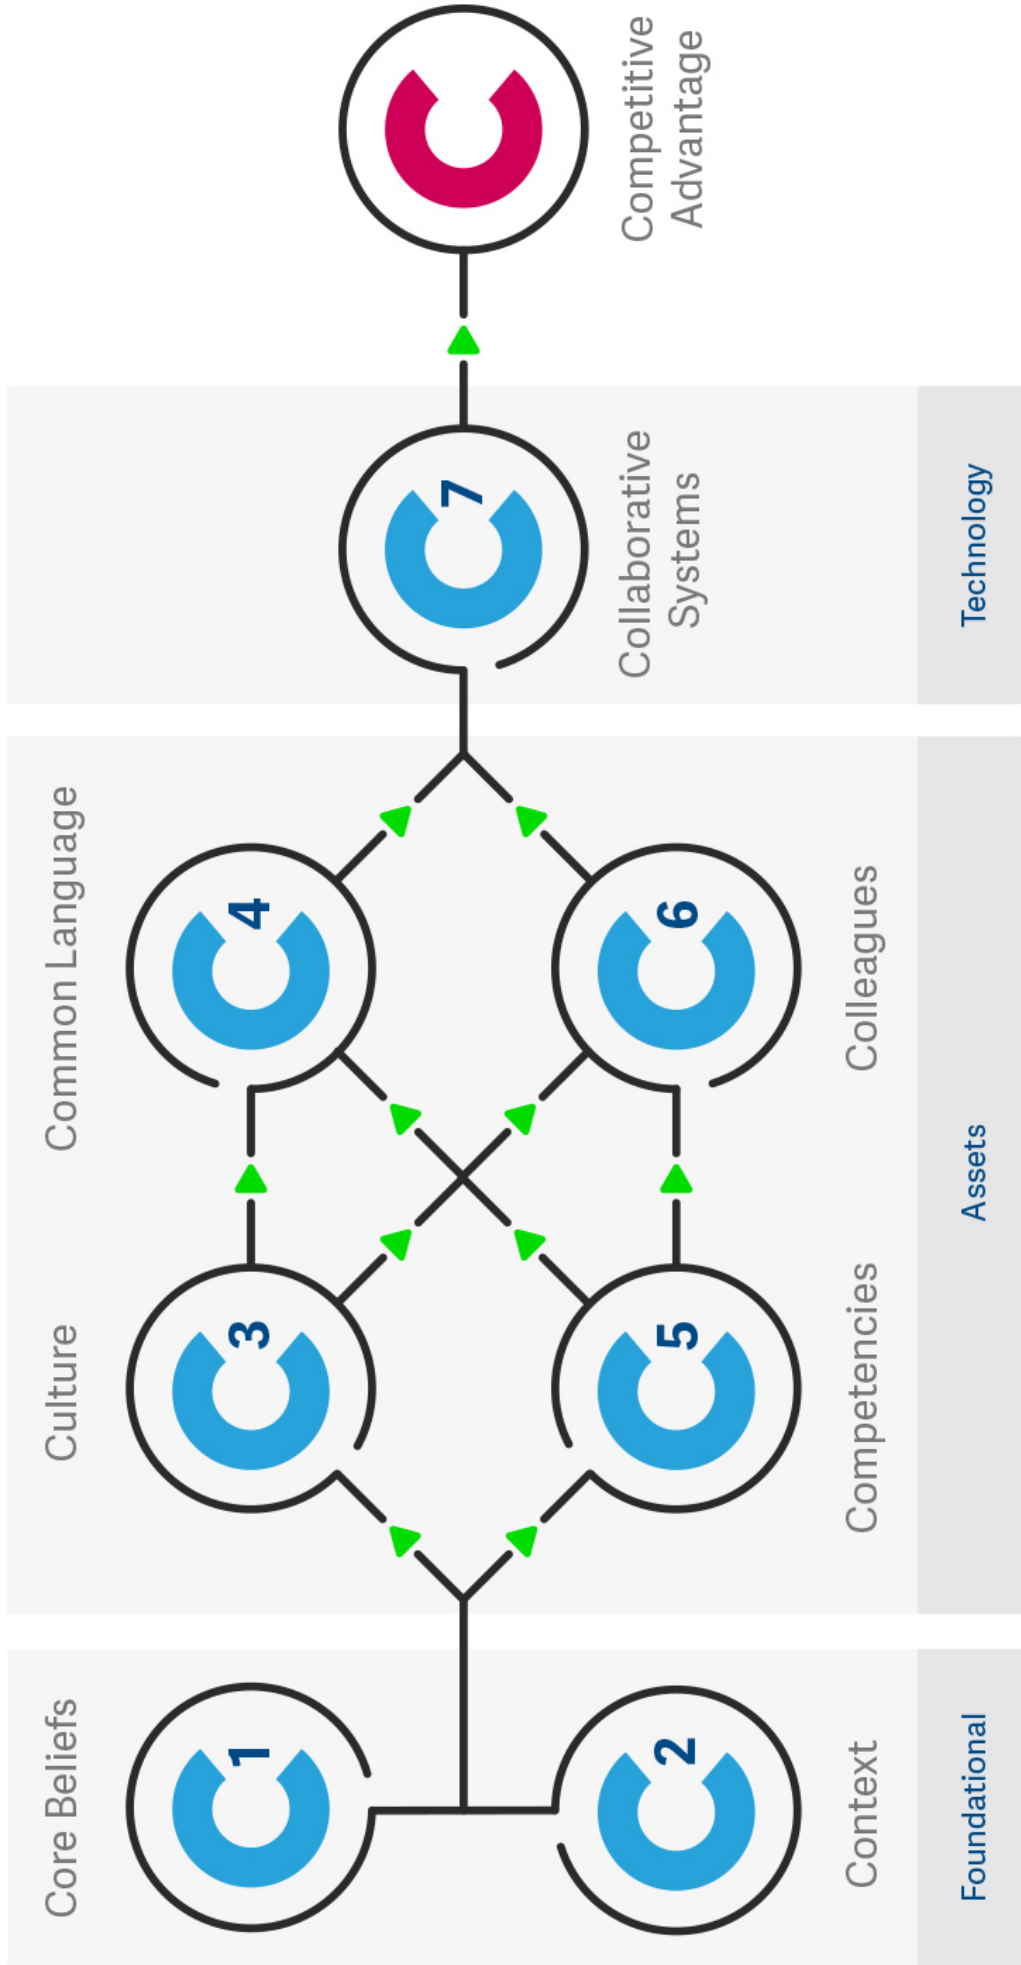 Core Beliefs
1
Context
2
Foundational
Culture
3
Competencies
5
Common Language
4
Colleagues
6
Assets
7
Collaborative
Systems
Technology
Competitive
Advantage